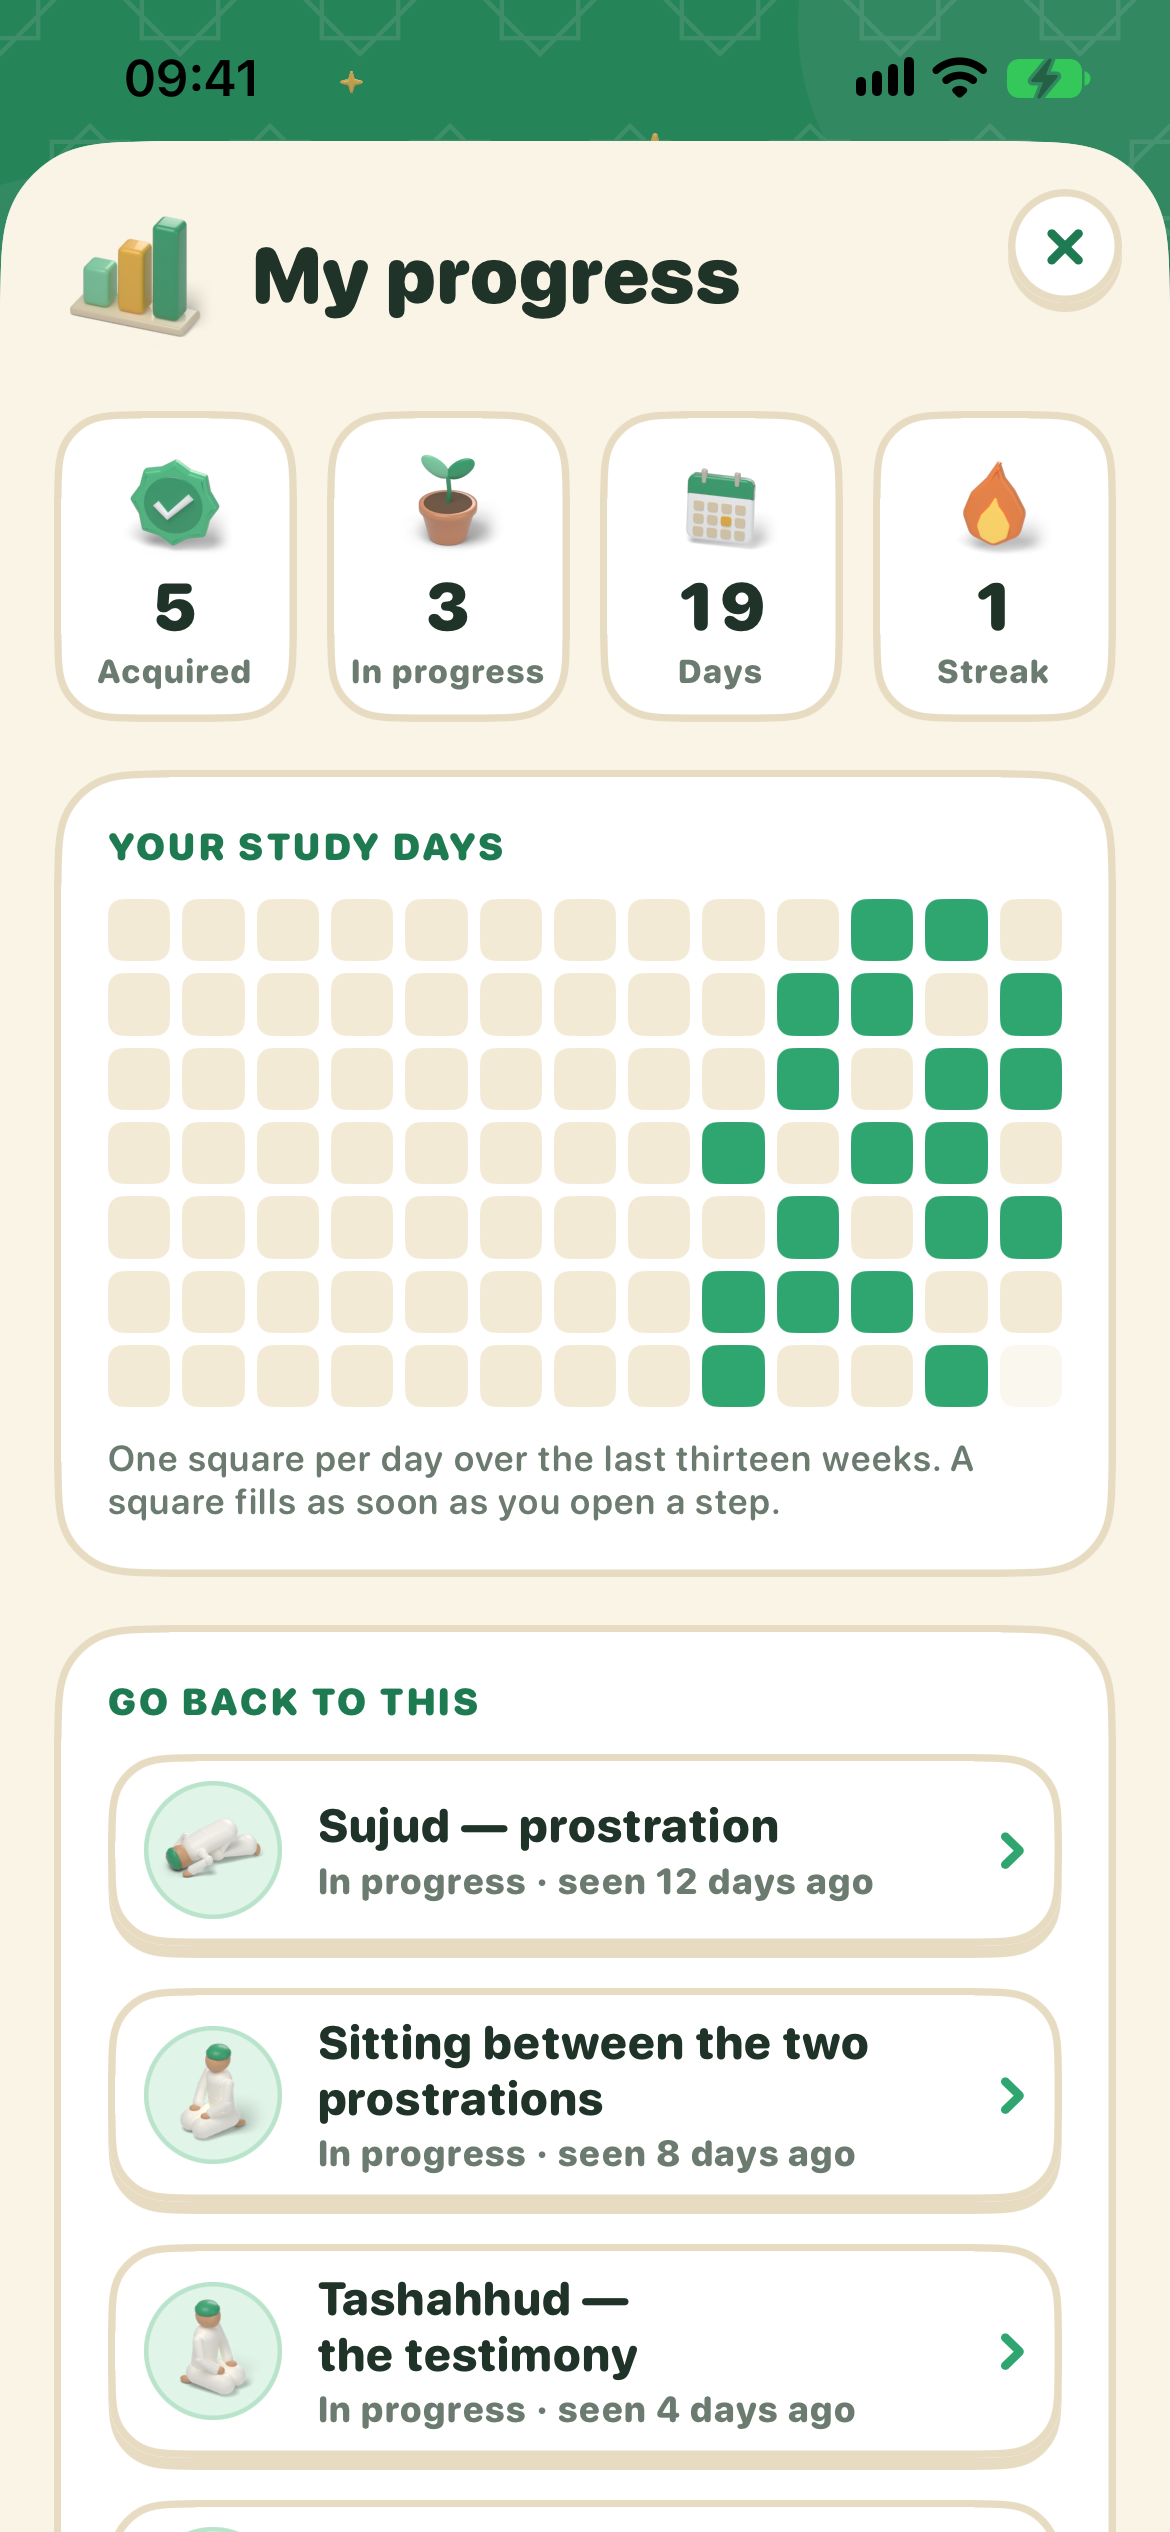 09:41
My progress
5
Acquired
3
In progress
19
Days
1
Streak
YOUR STUDY DAYS
One square per day over the last thirteen weeks. A
square fills as soon as you open a step.
GO BACK TO THIS
Sujud — prostration
In progress · seen 12 days ago
Sitting between the two
prostrations
In progress · seen 8 days ago
Tashahhud —
the testimony
In progress · seen 4 days ago